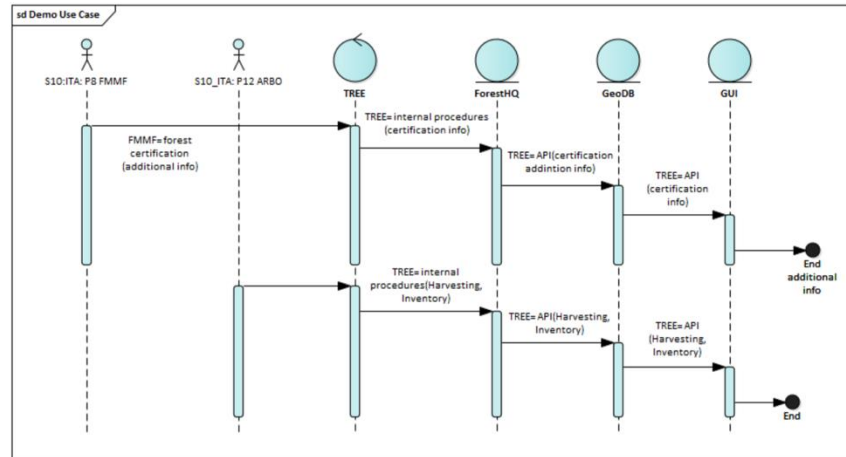 sd Demo Use Case
S10:ITA: P8 FMMF
S10_ITA: P12 ARBO
TREE
ForestHQ
GeoDB
GUI
FMMF=forest
certification
(additional info)
TREE=internal procedures
(certification info)
TREE=API(certification
addintion info)
TREE=API
(certification
info)
End
additional
info
TREE=internal
procedures(Harvesting,
Inventory)
TREE=API(Harvesting,
Inventory)
TREE=API
(Harvesting,
Inventory)
End